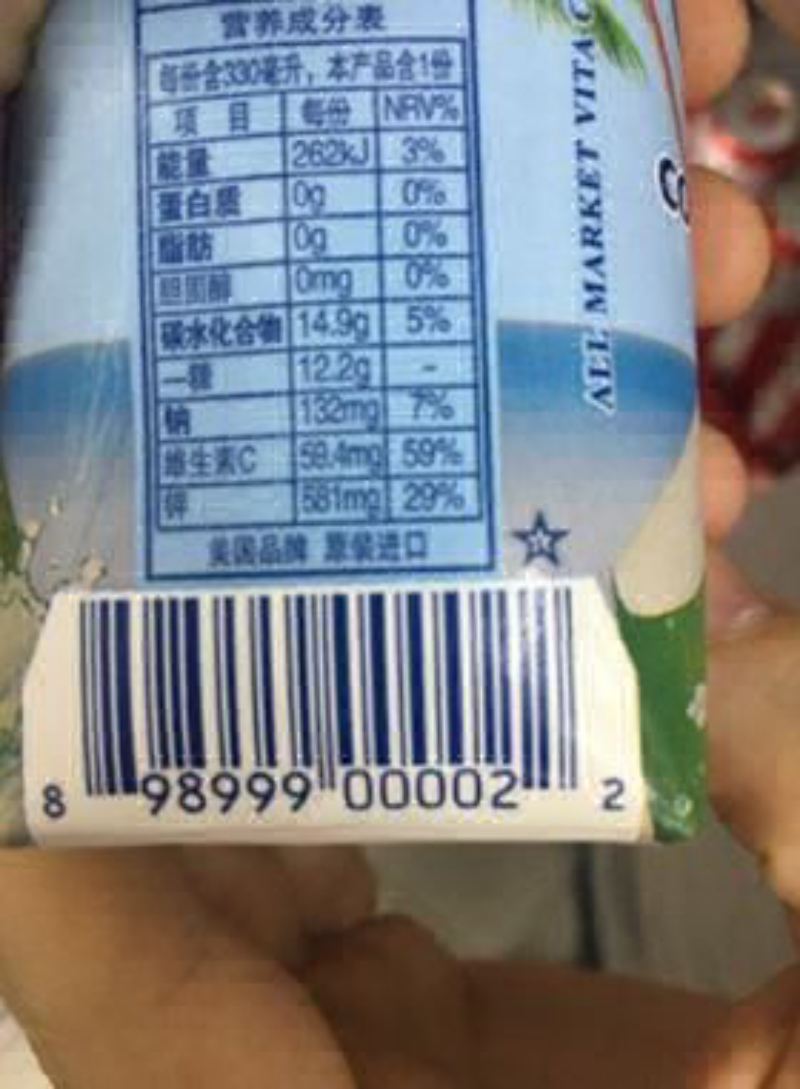 营养成分表
每份含330毫升，本产品含1份
项 目 每份 NRV%
能量 262kJ 3%
蛋白质 0g 0%
脂肪 0g 0%
胆固醇 0mg 0%
碳水化合物 14.9g 5%
—糖 12.2g -
钠 132mg 7%
维生素C 59.4mg 59%
钾 581mg 29%
美国品牌 原装进口
ALL MARKET VITA C
CO
8 98999 00002 2